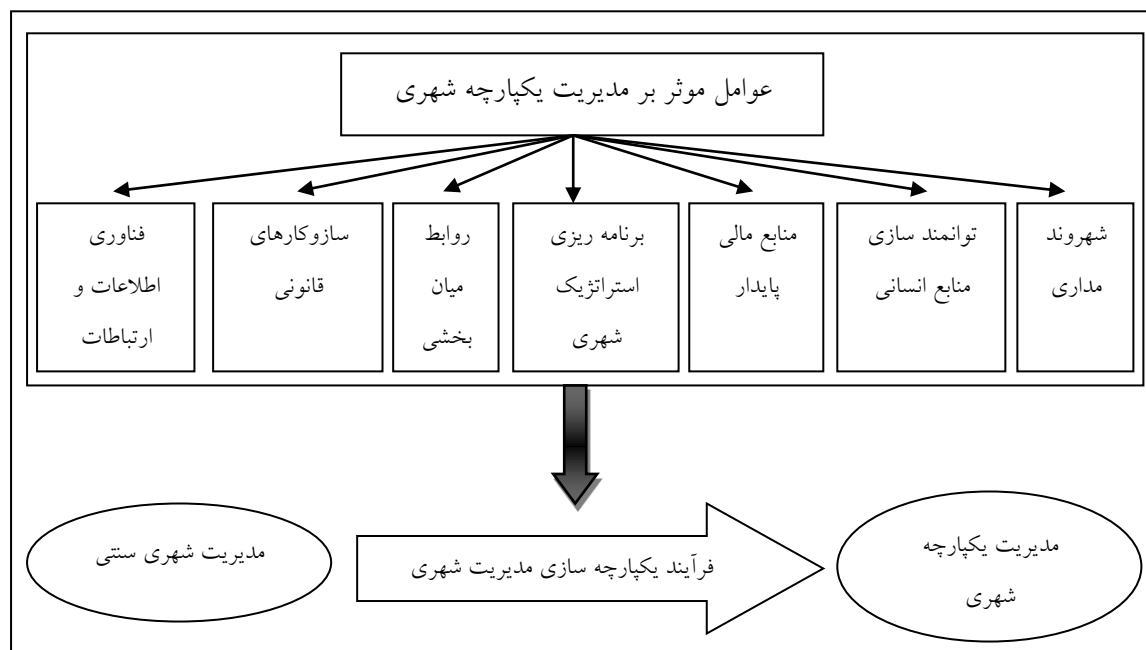 عوامل موثر بر مدیریت یکپارچه شهری
شهروند
مداری
توانمند سازی
منابع انسانی
منابع مالی
پایدار
برنامه ریزی
استراتژیک
شهری
روابط
میان
بخشی
سازوکارهای
قانونی
فناوری
اطلاعات و
ارتباطات
مدیریت شهری سنتی
فرآیند یکپارچه سازی مدیریت شهری
مدیریت یکپارچه
شهری